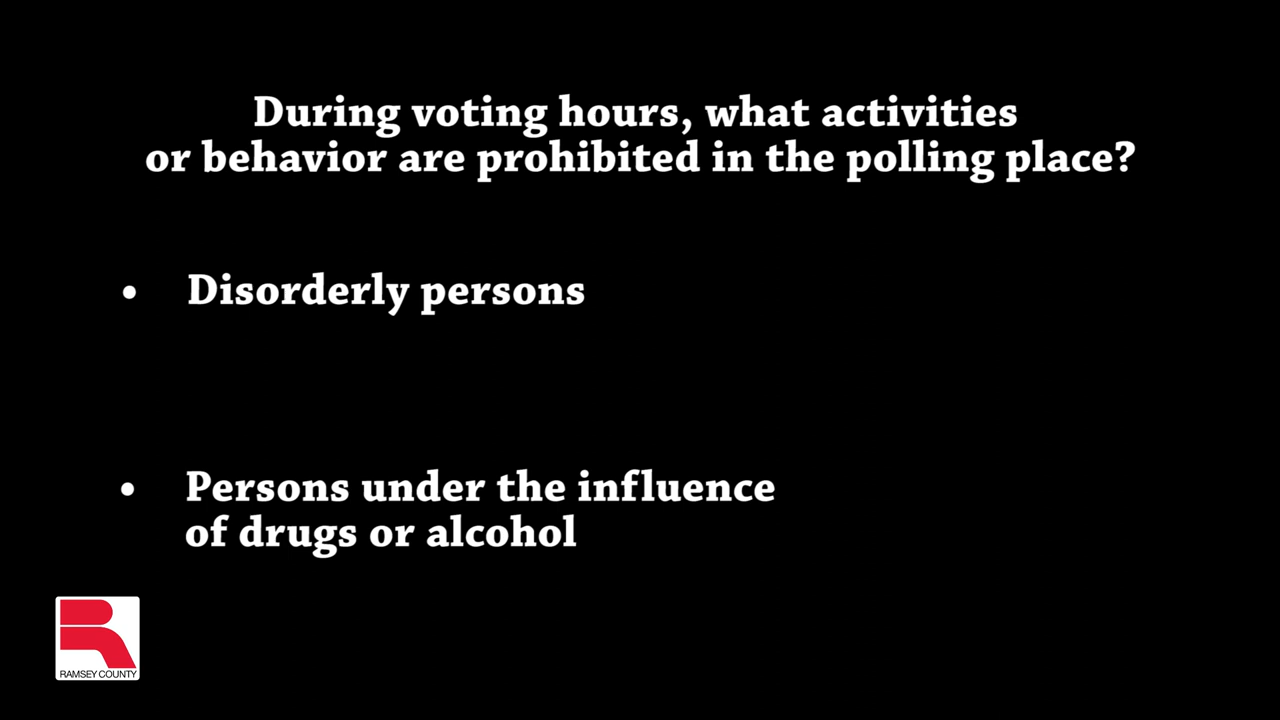 During voting hours, what activities
or behavior are prohibited in the polling place?
• Disorderly persons
• Persons under the influence
of drugs or alcohol
RAMSEY COUNTY